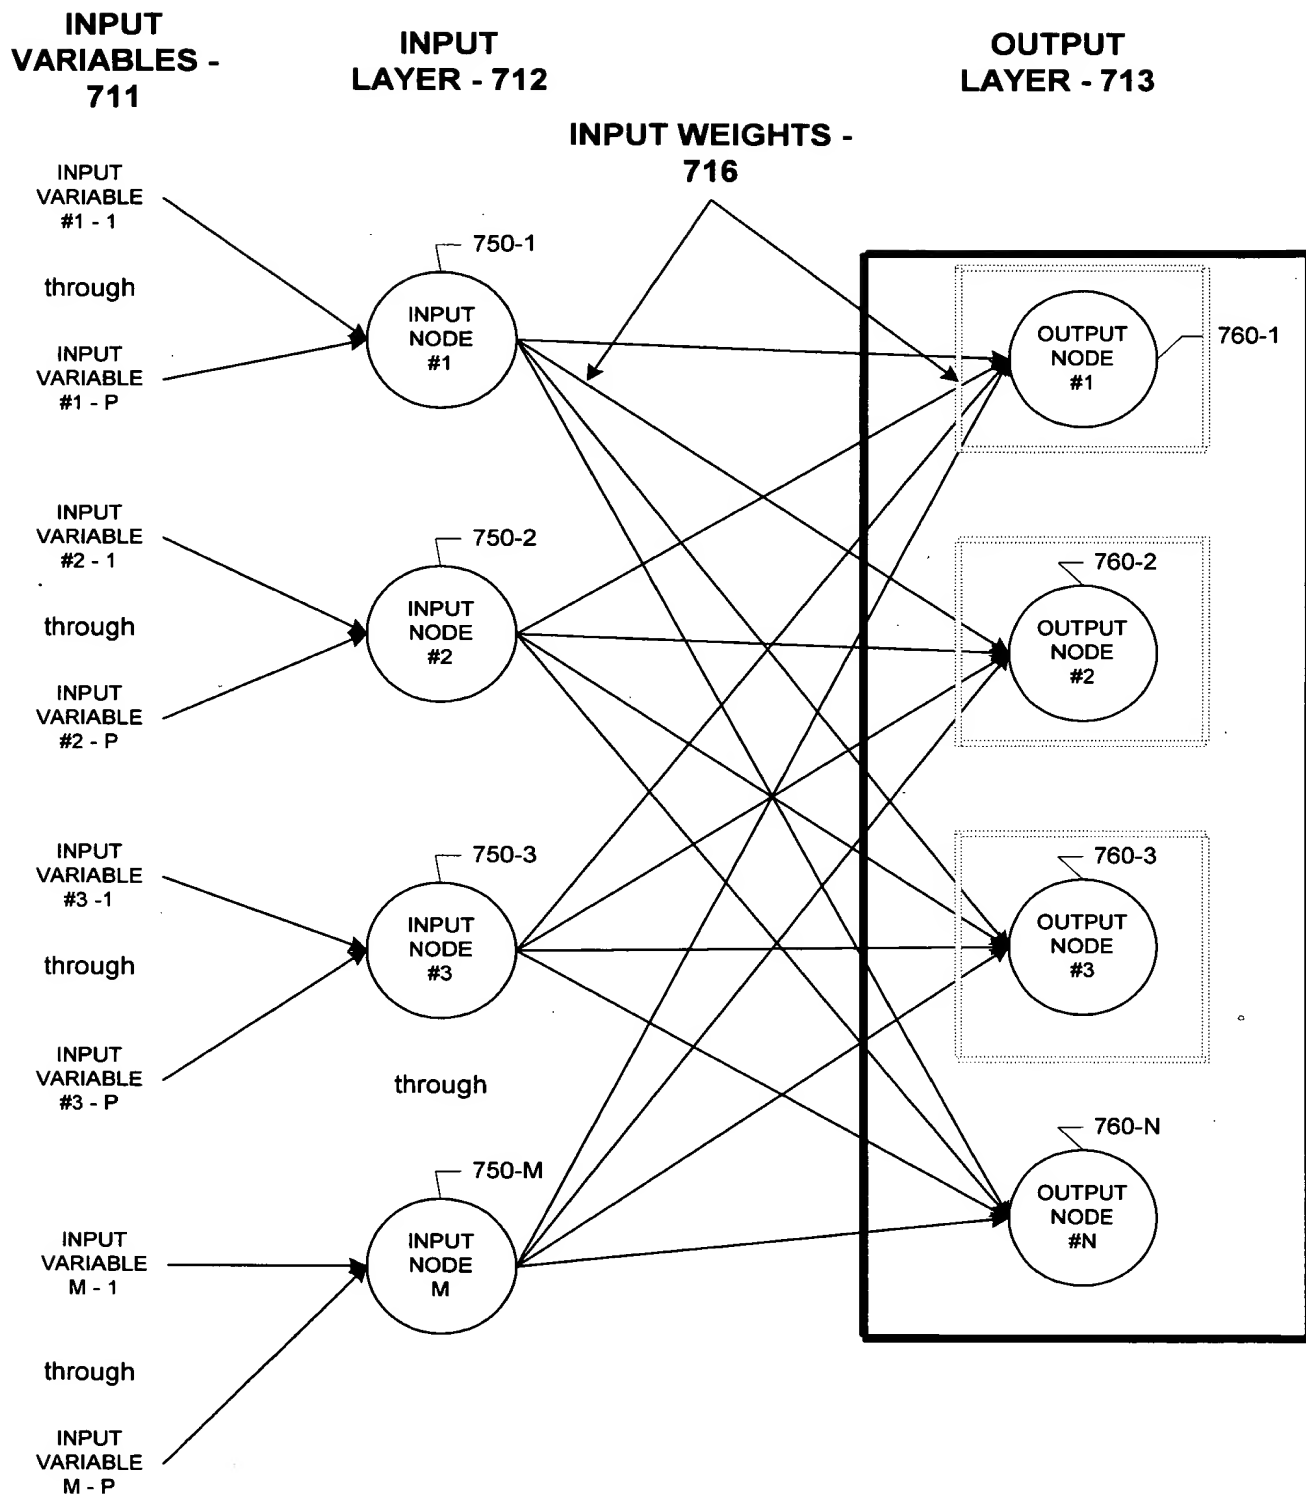 INPUT
VARIABLES -
711
INPUT
LAYER - 712
OUTPUT
LAYER - 713
INPUT WEIGHTS -
716
INPUT
VARIABLE
#1 - 1
through
INPUT
VARIABLE
#1 - P
INPUT
VARIABLE
#2 - 1
through
INPUT
VARIABLE
#2 - P
INPUT
VARIABLE
#3 -1
through
INPUT
VARIABLE
#3 - P
INPUT
VARIABLE
M - 1
through
INPUT
VARIABLE
M - P
750-1
INPUT
NODE
#1
750-2
INPUT
NODE
#2
750-3
INPUT
NODE
#3
through
750-M
INPUT
NODE
M
760-1
OUTPUT
NODE
#1
760-2
OUTPUT
NODE
#2
760-3
OUTPUT
NODE
#3
760-N
OUTPUT
NODE
#N